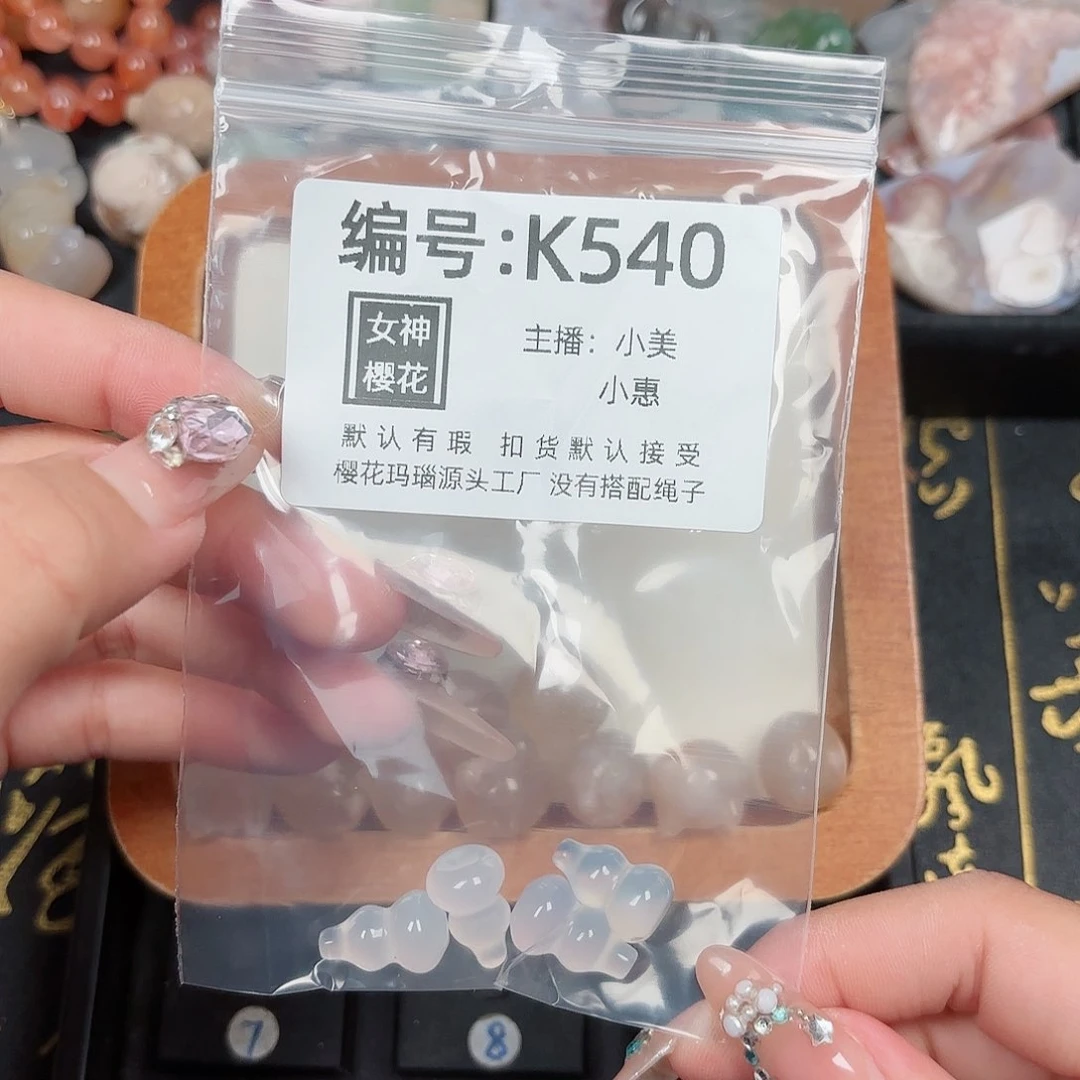 编号:K540
女神
樱花
主播：小美
小惠
默认有瑕 扣货默认接受
樱花玛瑙源头工厂 没有搭配绳子
飘
7
8